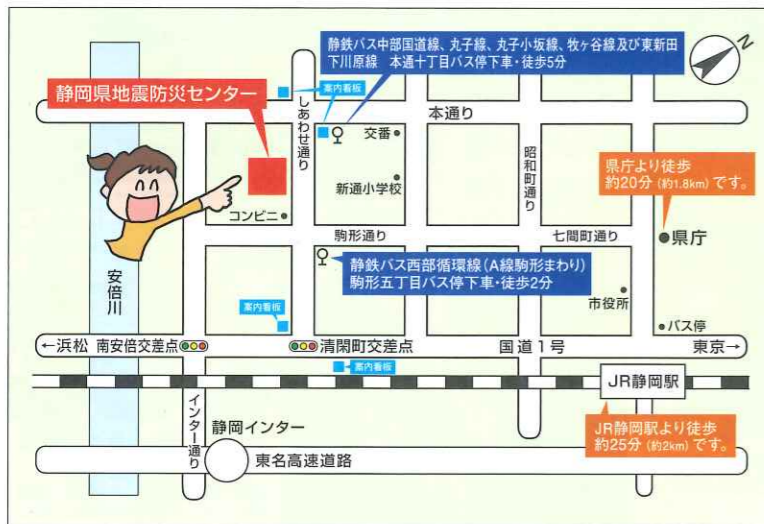 静鉄バス中部国道線、丸子線、丸子小坂線、牧ヶ谷線及び東新田
下川原線 本通十丁目バス停下車・徒歩5分
N
静岡県地震防災センター
案内看板
案内看板
しあわせ通り
本通り
交番
昭和町通り
新通小学校
県庁より徒歩
約20分(約1.8km)です。
コンビニ
駒形通り
七間町通り
県庁
安倍川
静鉄バス西部循環線(A線駒形まわり)
駒形五丁目バス停下車・徒歩2分
市役所
案内看板
バス停
←浜松
南安倍交差点
清閑町交差点
国道1号
東京→
案内看板
JR静岡駅
インター通り
静岡インター
JR静岡駅より徒歩
約25分(約2km)です。
東名高速道路